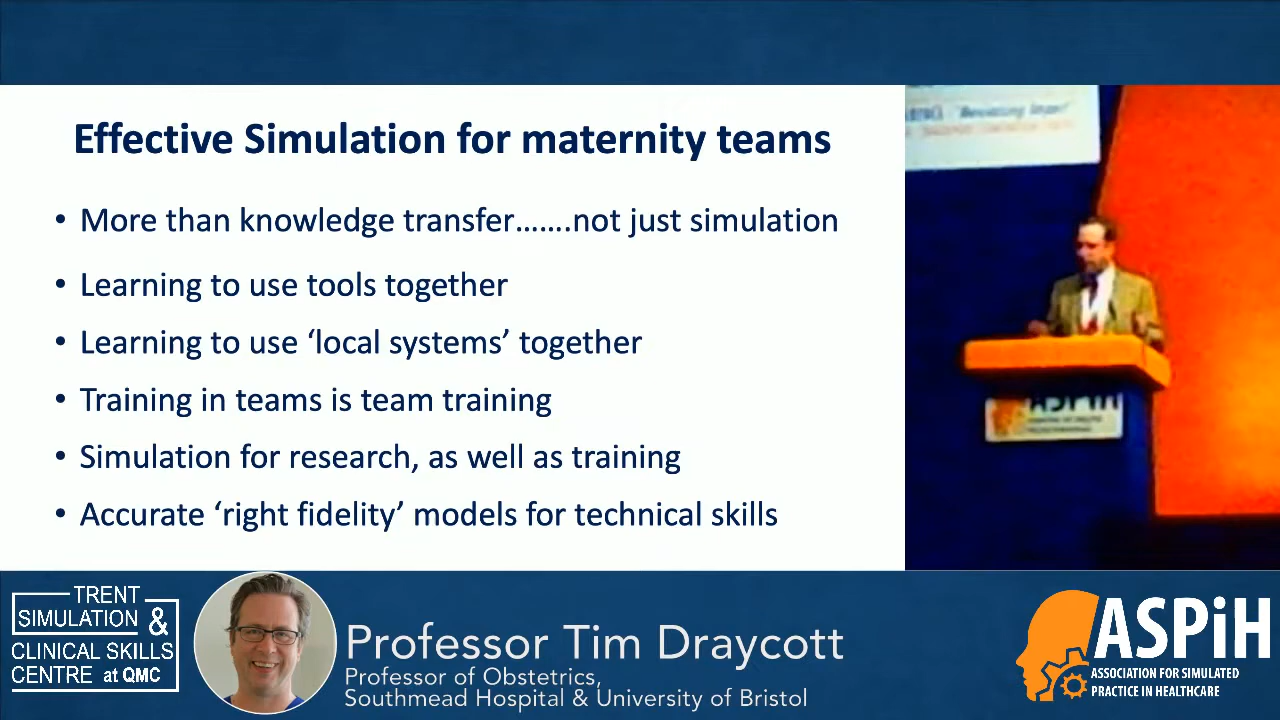 Effective Simulation for maternity teams
• More than knowledge transfer…….not just simulation
• Learning to use tools together
• Learning to use ‘local systems’ together
• Training in teams is team training
• Simulation for research, as well as training
• Accurate ‘right fidelity’ models for technical skills
ASPiH
TRENT
SIMULATION &
CLINICAL SKILLS
CENTRE at QMC
Professor Tim Draycott
Professor of Obstetrics,
Southmead Hospital & University of Bristol
ASPiH
ASSOCIATION FOR SIMULATED
PRACTICE IN HEALTHCARE